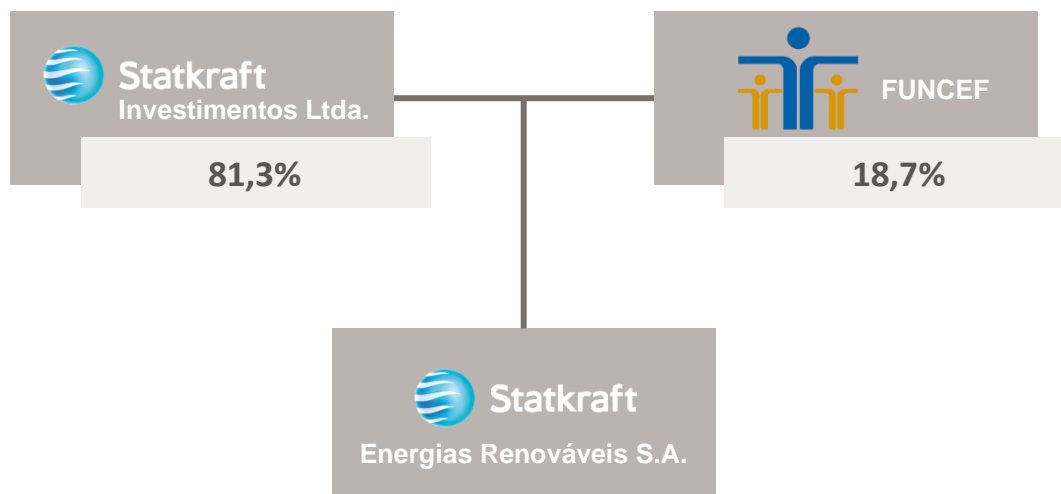 Statkraft
Investimentos Ltda.
81,3%
FUNCEF
18,7%
Statkraft
Energias Renováveis S.A.